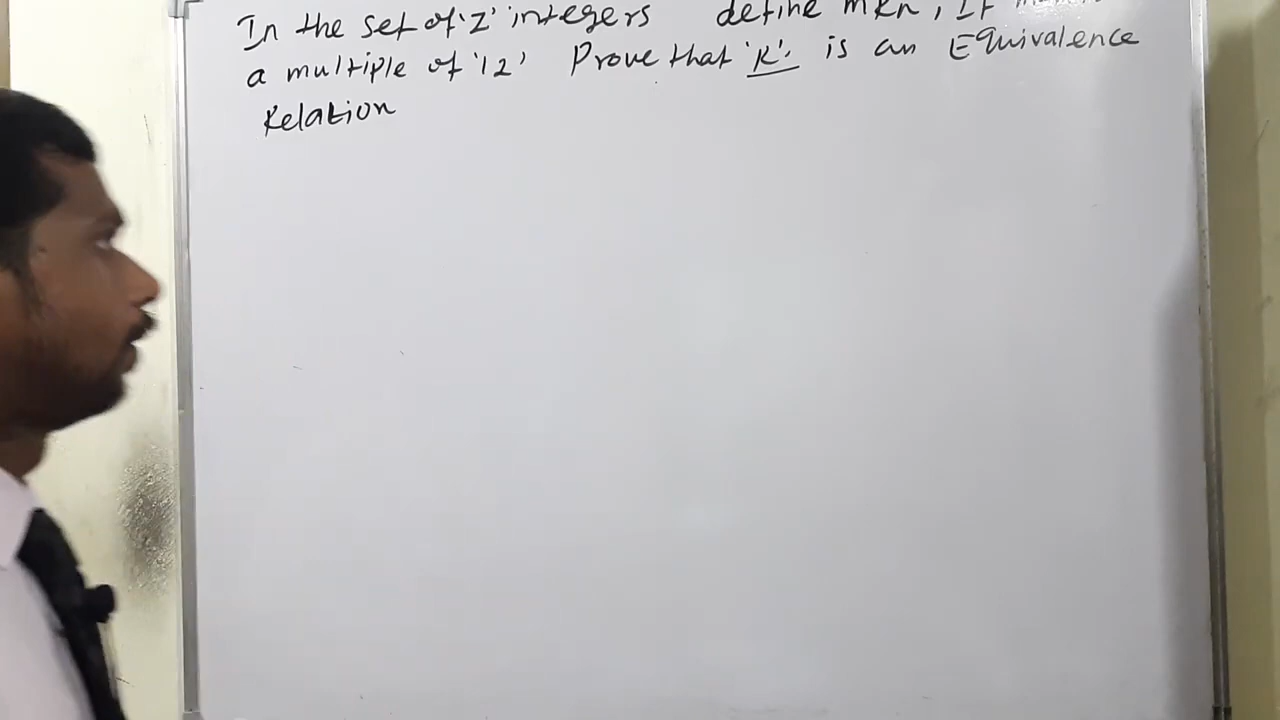 In the set of 'Z' integers define mRn, If
a multiple of '12' Prove that 'R' is an Equivalence
Relation